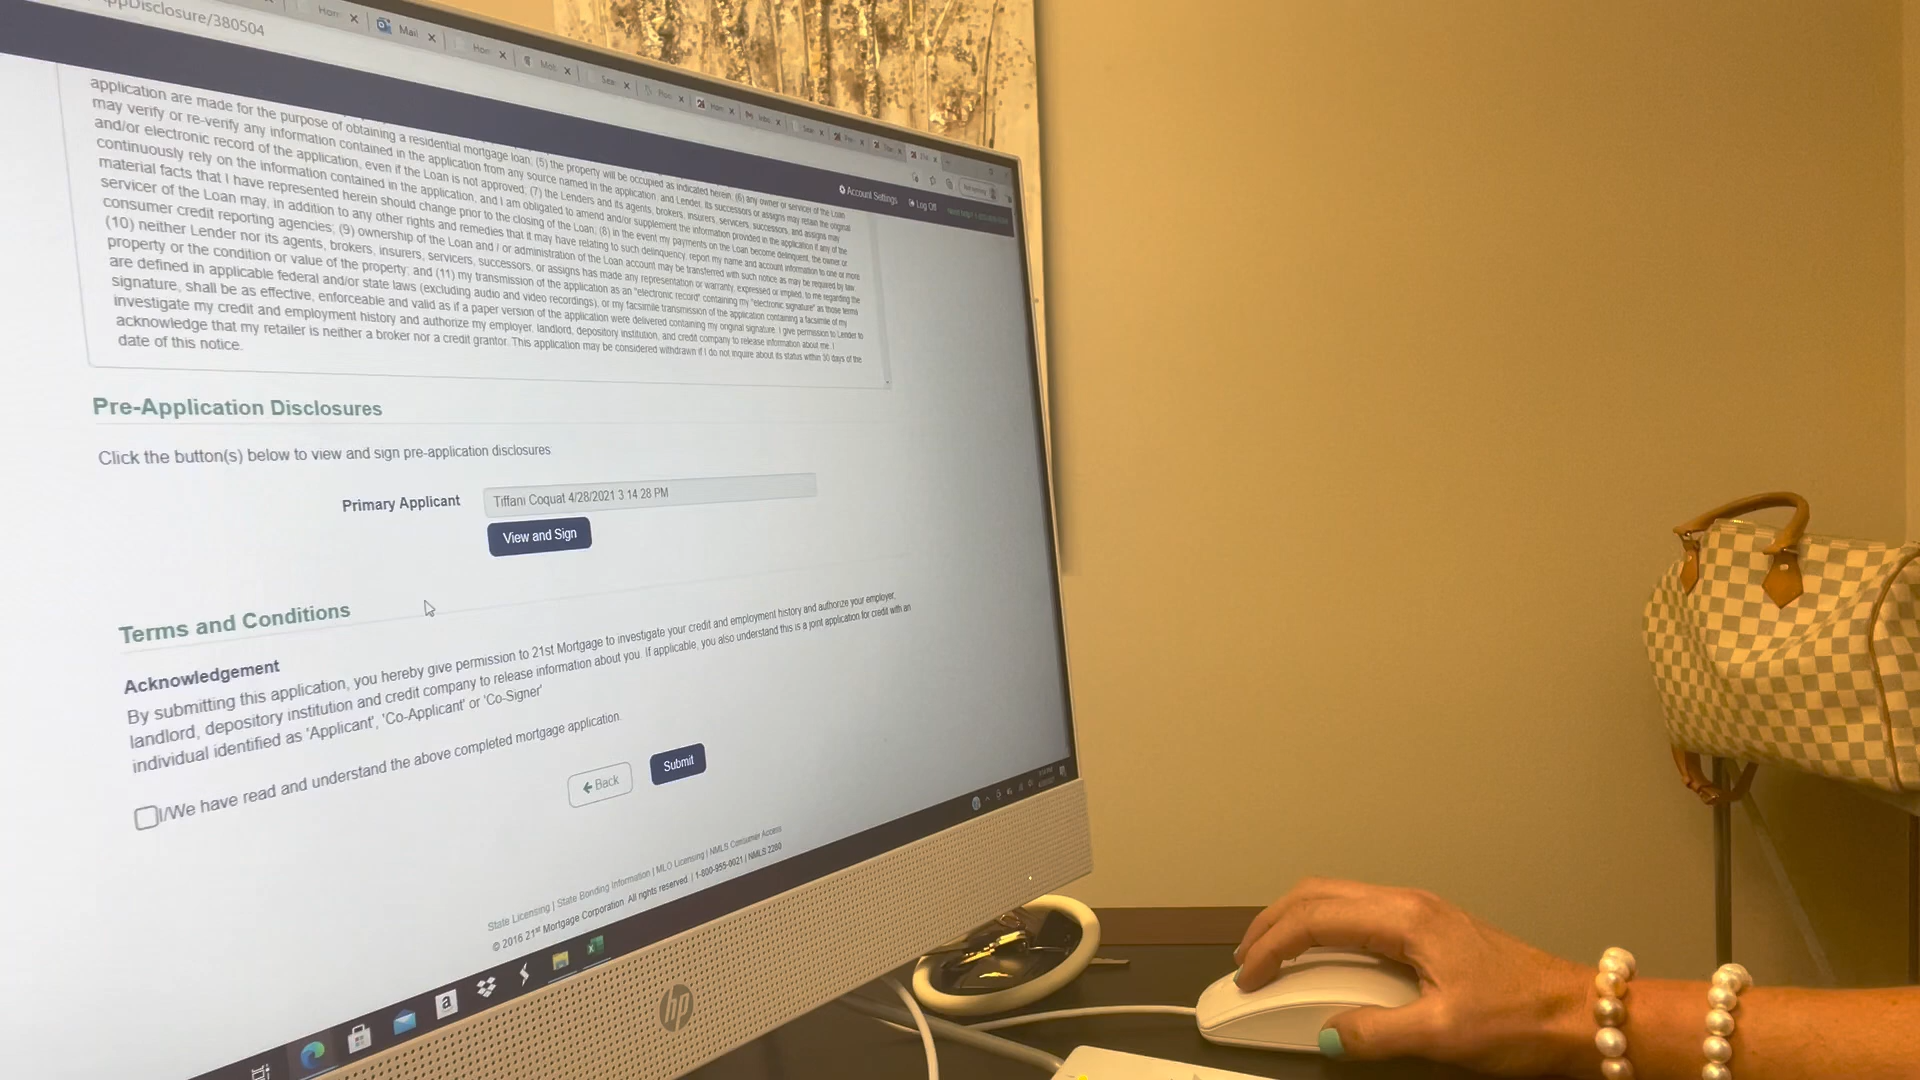 ppDisclosure/380504
Hom
Mail
Hon
Account Settings
Log Off
application are made for the purpose of obtaining a residential mortgage loan; (5) the property will be occupied as indicated herein; (6) any owner or servicer of the Loan
may verify or re-verify any information contained in the application from any source named in the application, and Lender, its successors or assigns may retain the original
and/or electronic record of the application, even if the Loan is not approved; (7) the Lenders and its agents, brokers, insurers, servicers, successors, and assigns may
continuously rely on the information contained in the application, and I am obligated to amend and/or supplement the information provided in the application if any of the
material facts that I have represented herein should change prior to the closing of the Loan; (8) in the event my payments on the Loan become delinquent, the owner or
servicer of the Loan may, in addition to any other rights and remedies that it may have relating to such delinquency, report my name and account information to one or more
consumer credit reporting agencies; (9) ownership of the Loan and / or administration of the Loan account may be transferred with such notice as may be required by law;
(10) neither Lender nor its agents, brokers, insurers, servicers, successors, or assigns has made any representation or warranty, expressed or implied, to me regarding the
property or the condition or value of the property; and (11) my transmission of the application as an "electronic record" containing my "electronic signature" as those terms
are defined in applicable federal and/or state laws (excluding audio and video recordings), or my facsimile transmission of the application containing a facsimile of my
signature, shall be as effective, enforceable and valid as if a paper version of the application were delivered containing my original signature. I give permission to Lender to
investigate my credit and employment history and authorize my employer, landlord, depository institution, and credit company to release information about me. I
acknowledge that my retailer is neither a broker nor a credit grantor. This application may be considered withdrawn if I do not inquire about its status within 30 days of the
date of this notice.
Pre-Application Disclosures
Click the button(s) below to view and sign pre-application disclosures.
Primary Applicant
Tiffani Coquat 4/28/2021 3:14:28 PM
View and Sign
Terms and Conditions
Acknowledgement
By submitting this application, you hereby give permission to 21st Mortgage to investigate your credit and employment history and authorize your employer,
landlord, depository institution and credit company to release information about you. If applicable, you also understand this is a joint application for credit with an
individual identified as 'Applicant', 'Co-Applicant' or 'Co-Signer'
I/We have read and understand the above completed mortgage application.
Back
Submit
State Licensing | State Bonding Information | MLO Licensing | NMLS Consumer Access
© 2016 21st Mortgage Corporation. All rights reserved. | 1-800-955-0021 | NMLS 2280
hp